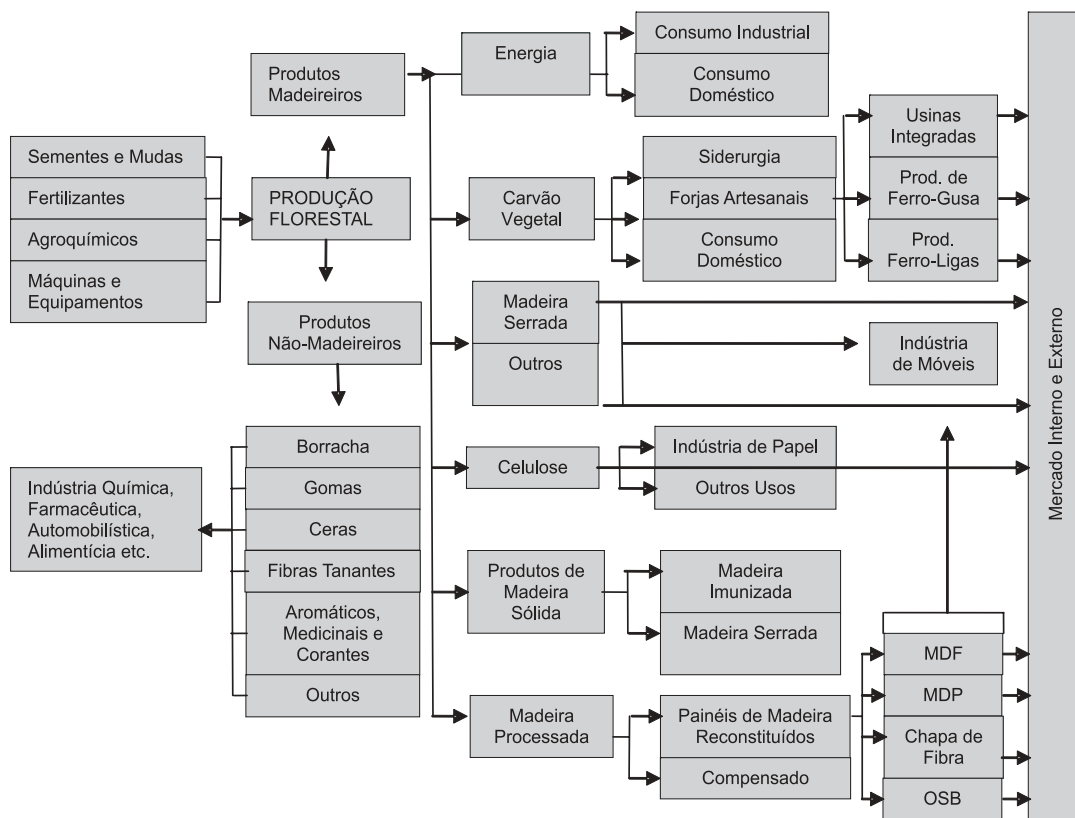 Produtos
Madeireiros
Energia
Consumo Industrial
Consumo
Doméstico
Sementes e Mudas
Fertilizantes
Agroquímicos
Máquinas e
Equipamentos
PRODUÇÃO
FLORESTAL
Produtos
Não-Madeireiros
Carvão
Vegetal
Siderurgia
Forjas Artesanais
Consumo
Doméstico
Usinas
Integradas
Prod. de
Ferro-Gusa
Prod.
Ferro-Ligas
Madeira
Serrada
Outros
Indústria
de Móveis
Indústria Química,
Farmacêutica,
Automobilística,
Alimentícia etc.
Borracha
Gomas
Ceras
Fibras Tanantes
Aromáticos,
Medicinais e
Corantes
Outros
Celulose
Indústria de Papel
Outros Usos
Produtos de
Madeira
Sólida
Madeira
Imunizada
Madeira Serrada
Madeira
Processada
Painéis de Madeira
Reconstituídos
Compensado
MDF
MDP
Chapa de
Fibra
OSB
Mercado Interno e Externo